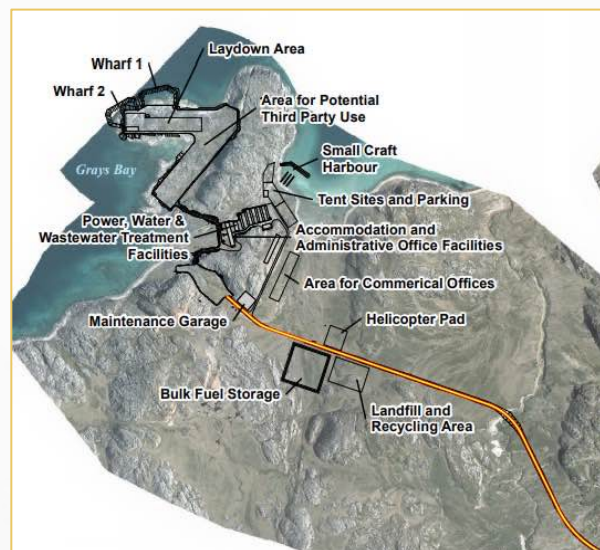 Laydown Area
Wharf 1
Wharf 2
Area for Potential
Third Party Use
Small Craft
Harbour
Grays Bay
Tent Sites and Parking
Power, Water &
Wastewater Treatment
Facilities
Accommodation and
Administrative Office Facilities
Area for Commerical Offices
Maintenance Garage
Helicopter Pad
Bulk Fuel Storage
Landfill and
Recycling Area